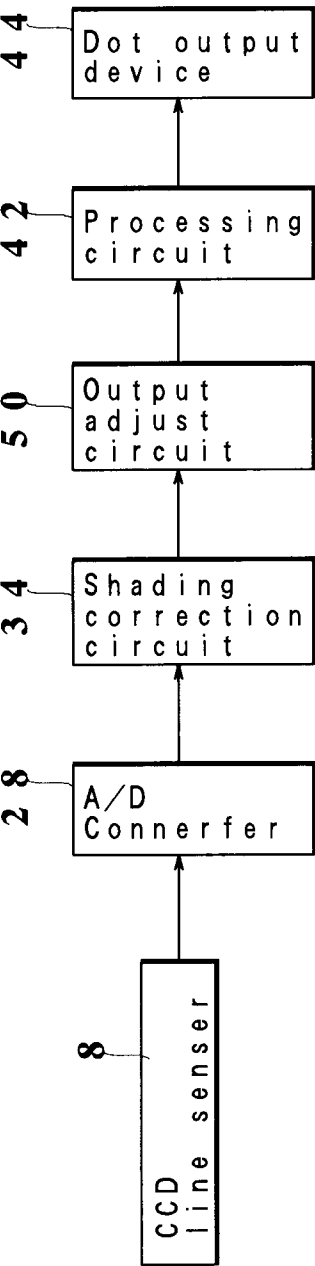 44
Dot output
device
42
Processing
circuit
50
Output
adjust
circuit
34
Shading
correction
circuit
28
A/D
Connerfer
8
CCD
line senser